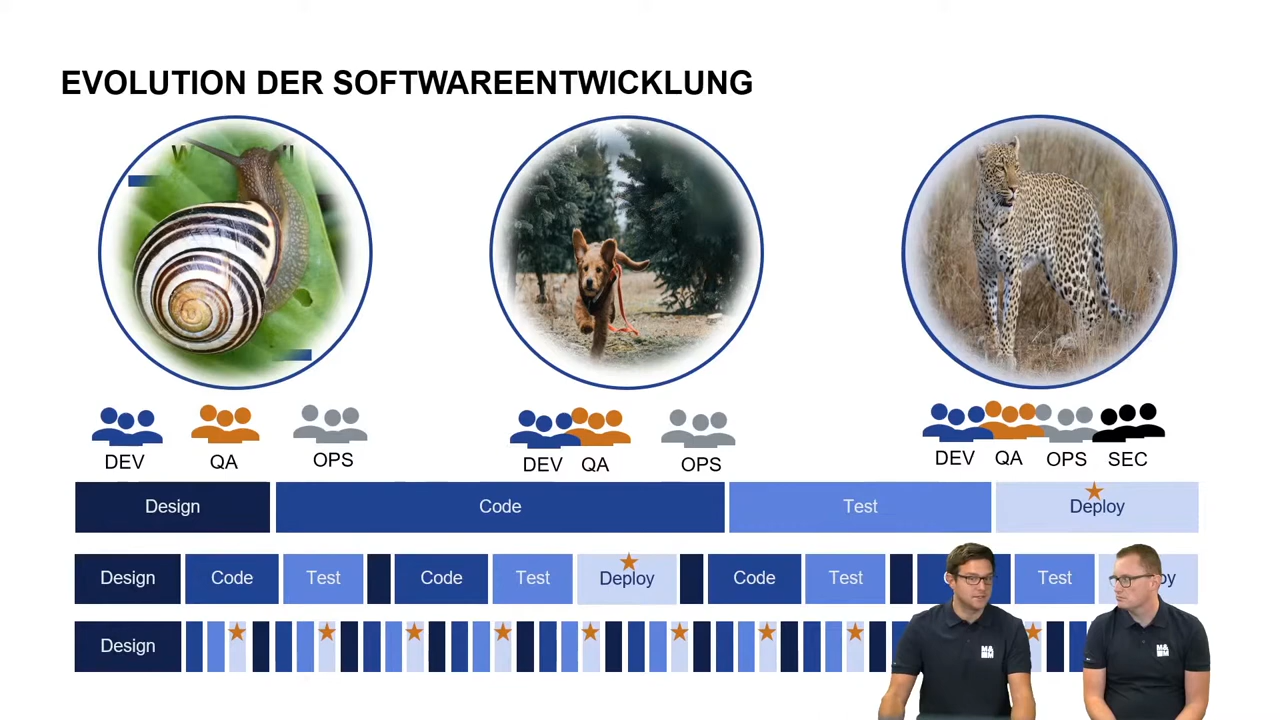 EVOLUTION DER SOFTWAREENTWICKLUNG
DEV QA OPS
DEV QA OPS
DEV QA OPS SEC
Design Code Test Deploy
Design Code Test Code Test Deploy Code Test Test
Design